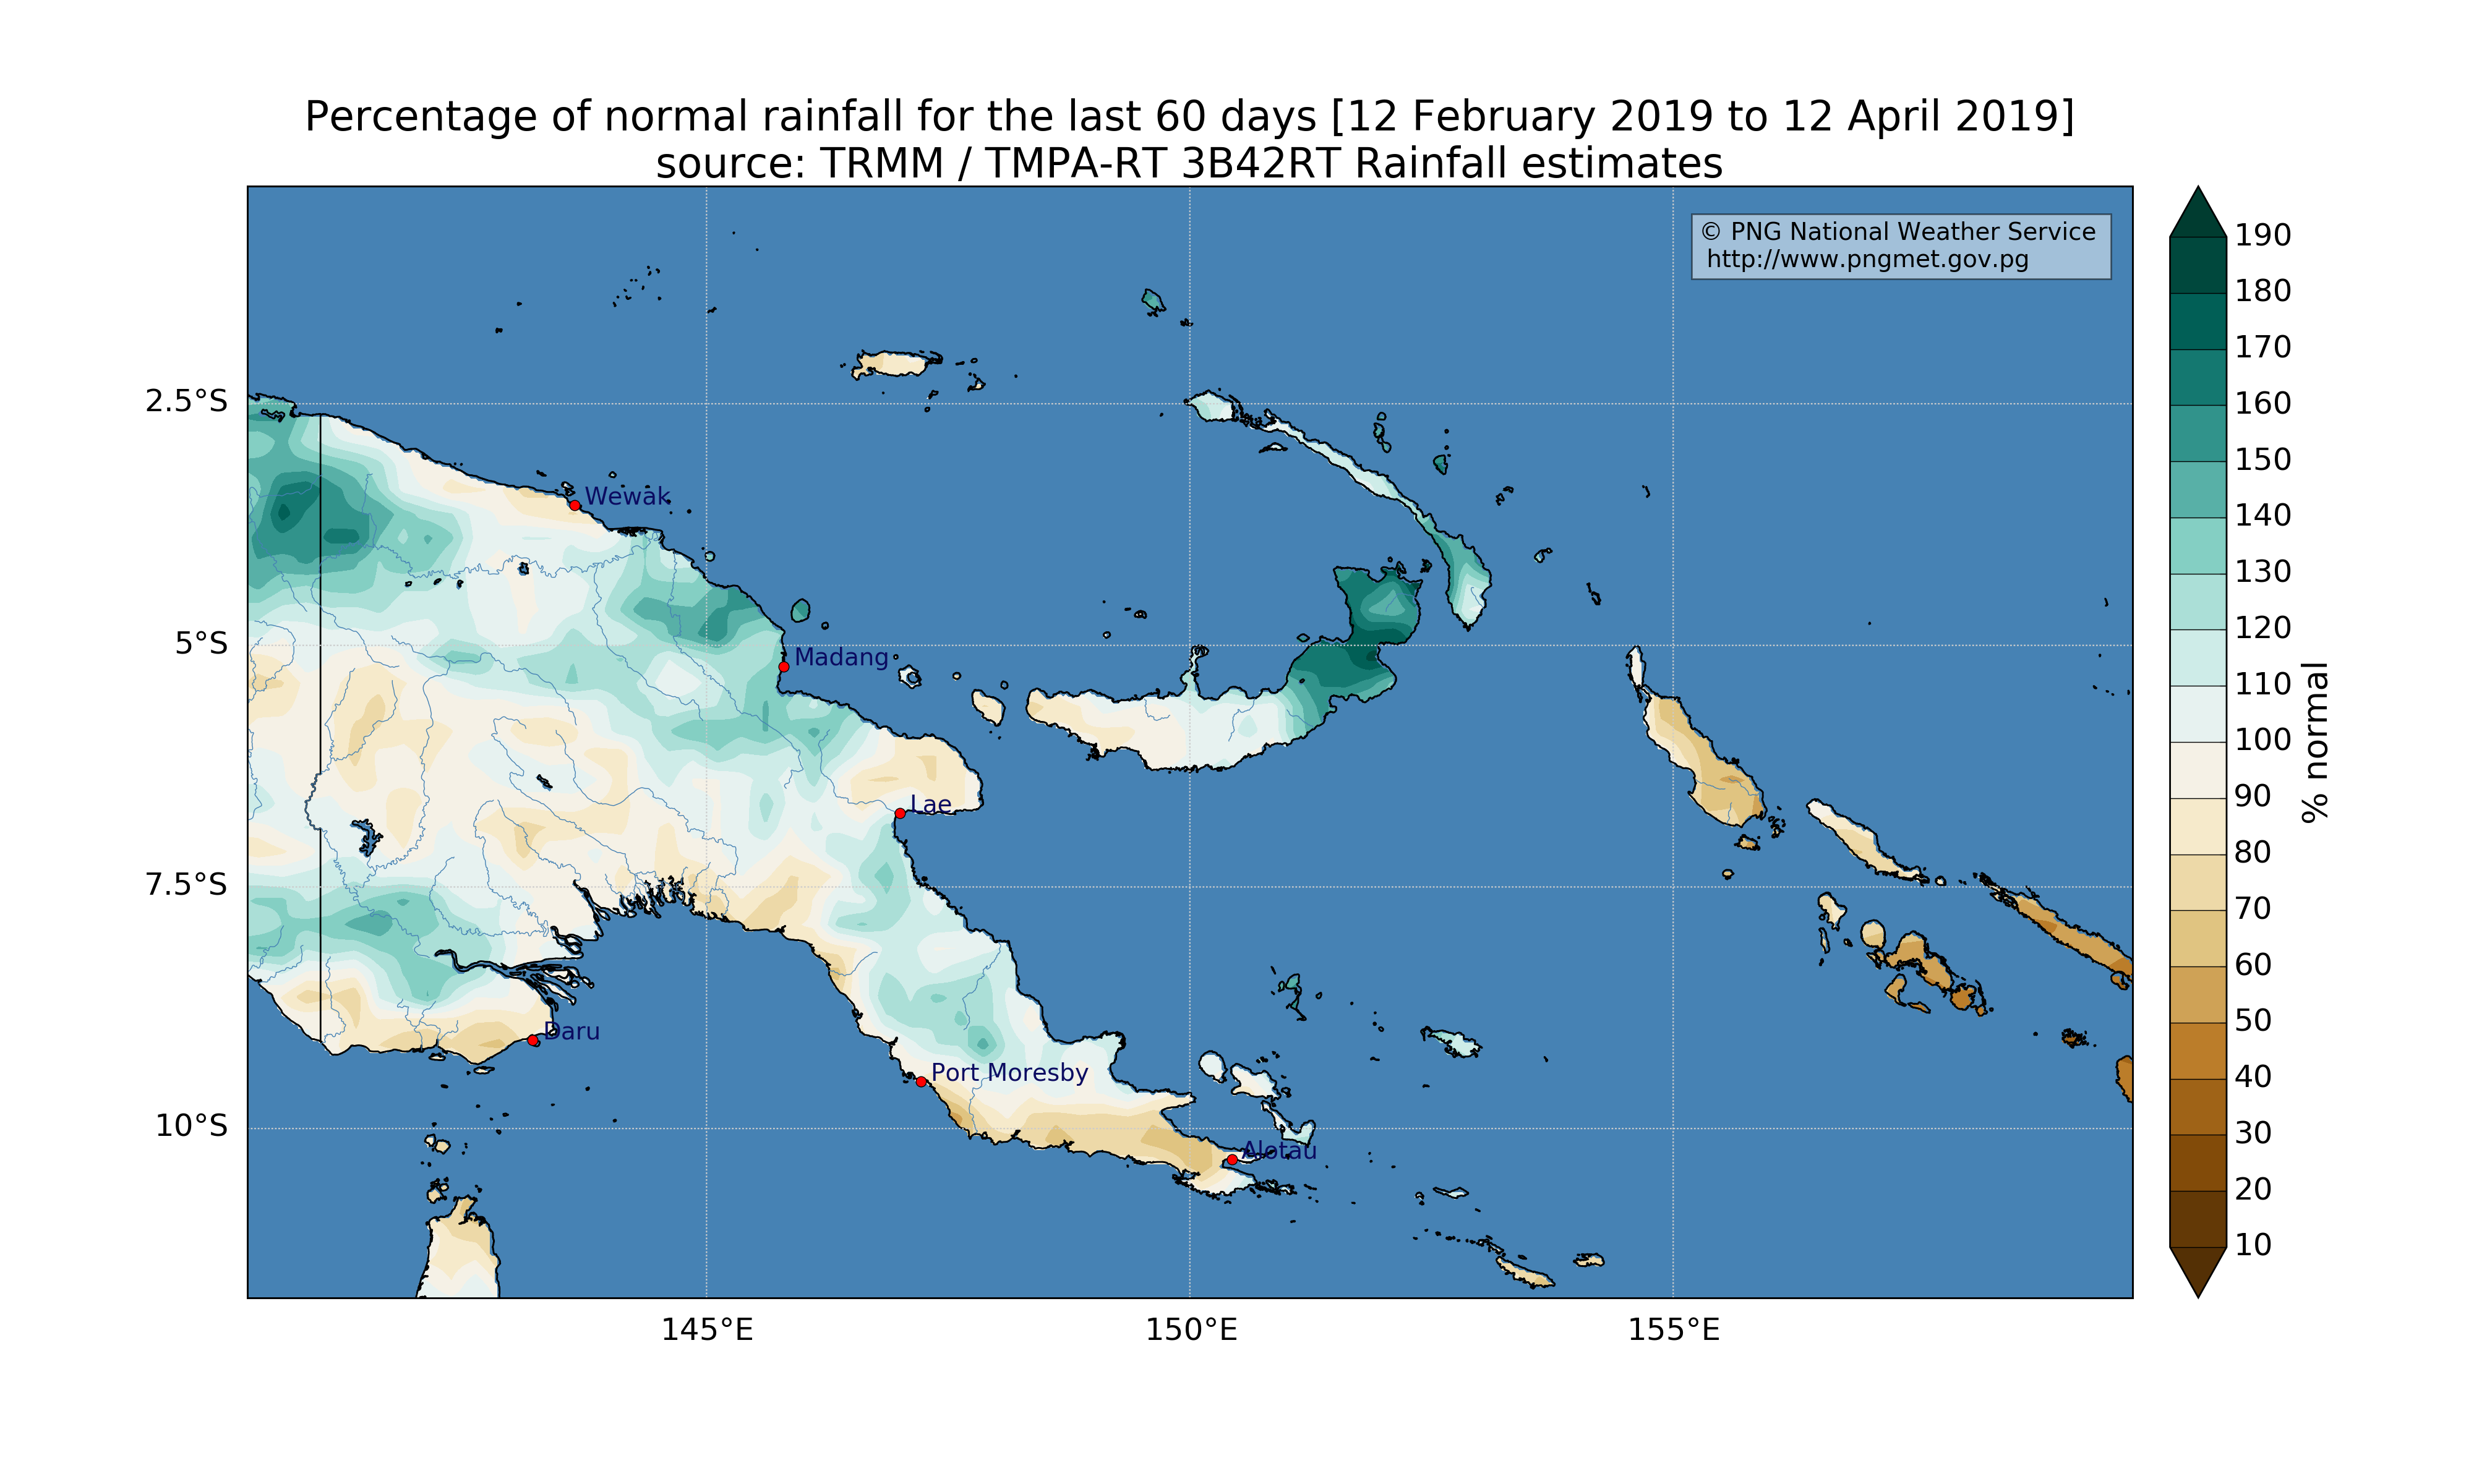 Percentage of normal rainfall for the last 60 days [12 February 2019 to 12 April 2019]
source: TRMM / TMPA-RT 3B42RT Rainfall estimates
© PNG National Weather Service
http://www.pngmet.gov.pg
2.5°S
5°S
7.5°S
10°S
Wewak
Madang
Lae
Daru
Port Moresby
Alotau
145°E
150°E
155°E
190
180
170
160
150
140
130
120
110
100
90
80
70
60
50
40
30
20
10
% normal